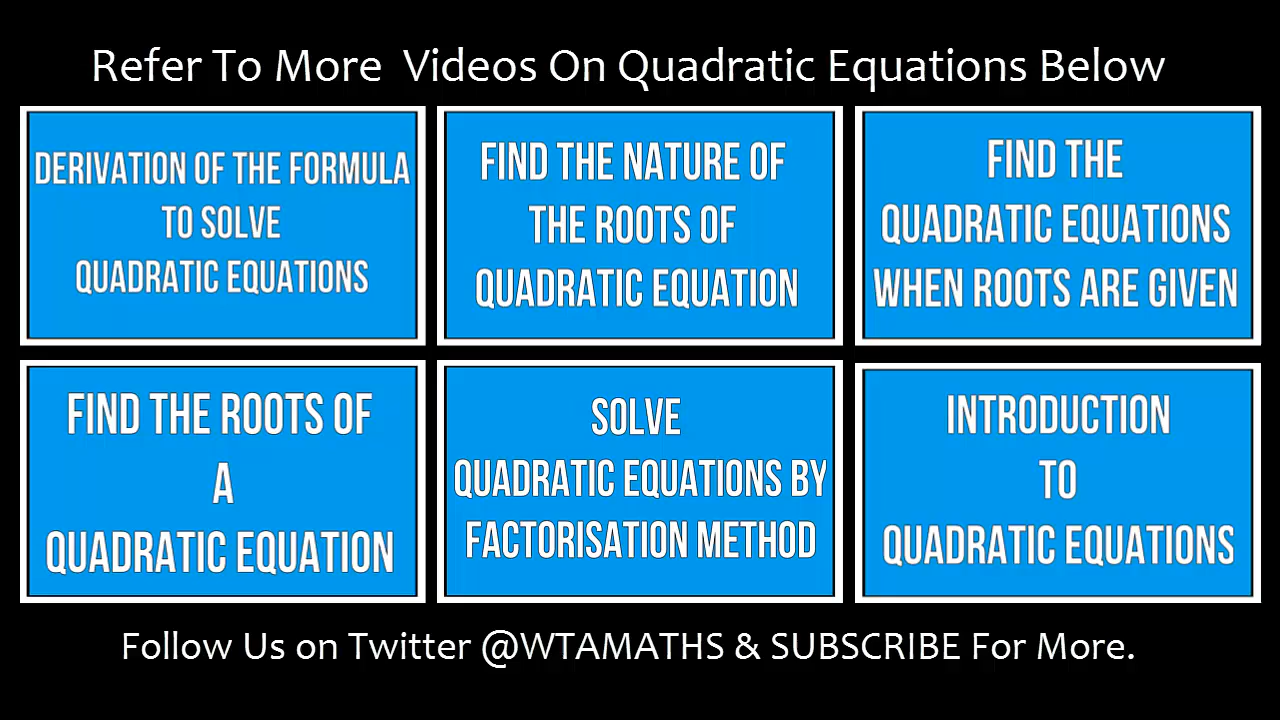 Refer To More  Videos On Quadratic Equations Below
DERIVATION OF THE FORMULA
TO SOLVE
QUADRATIC EQUATIONS
FIND THE NATURE OF
THE ROOTS OF
QUADRATIC EQUATION
FIND THE
QUADRATIC EQUATIONS
WHEN ROOTS ARE GIVEN
FIND THE ROOTS OF
A
QUADRATIC EQUATION
SOLVE
QUADRATIC EQUATIONS BY
FACTORISATION METHOD
INTRODUCTION
TO
QUADRATIC EQUATIONS
Follow Us on Twitter @WTAMATHS & SUBSCRIBE For More.